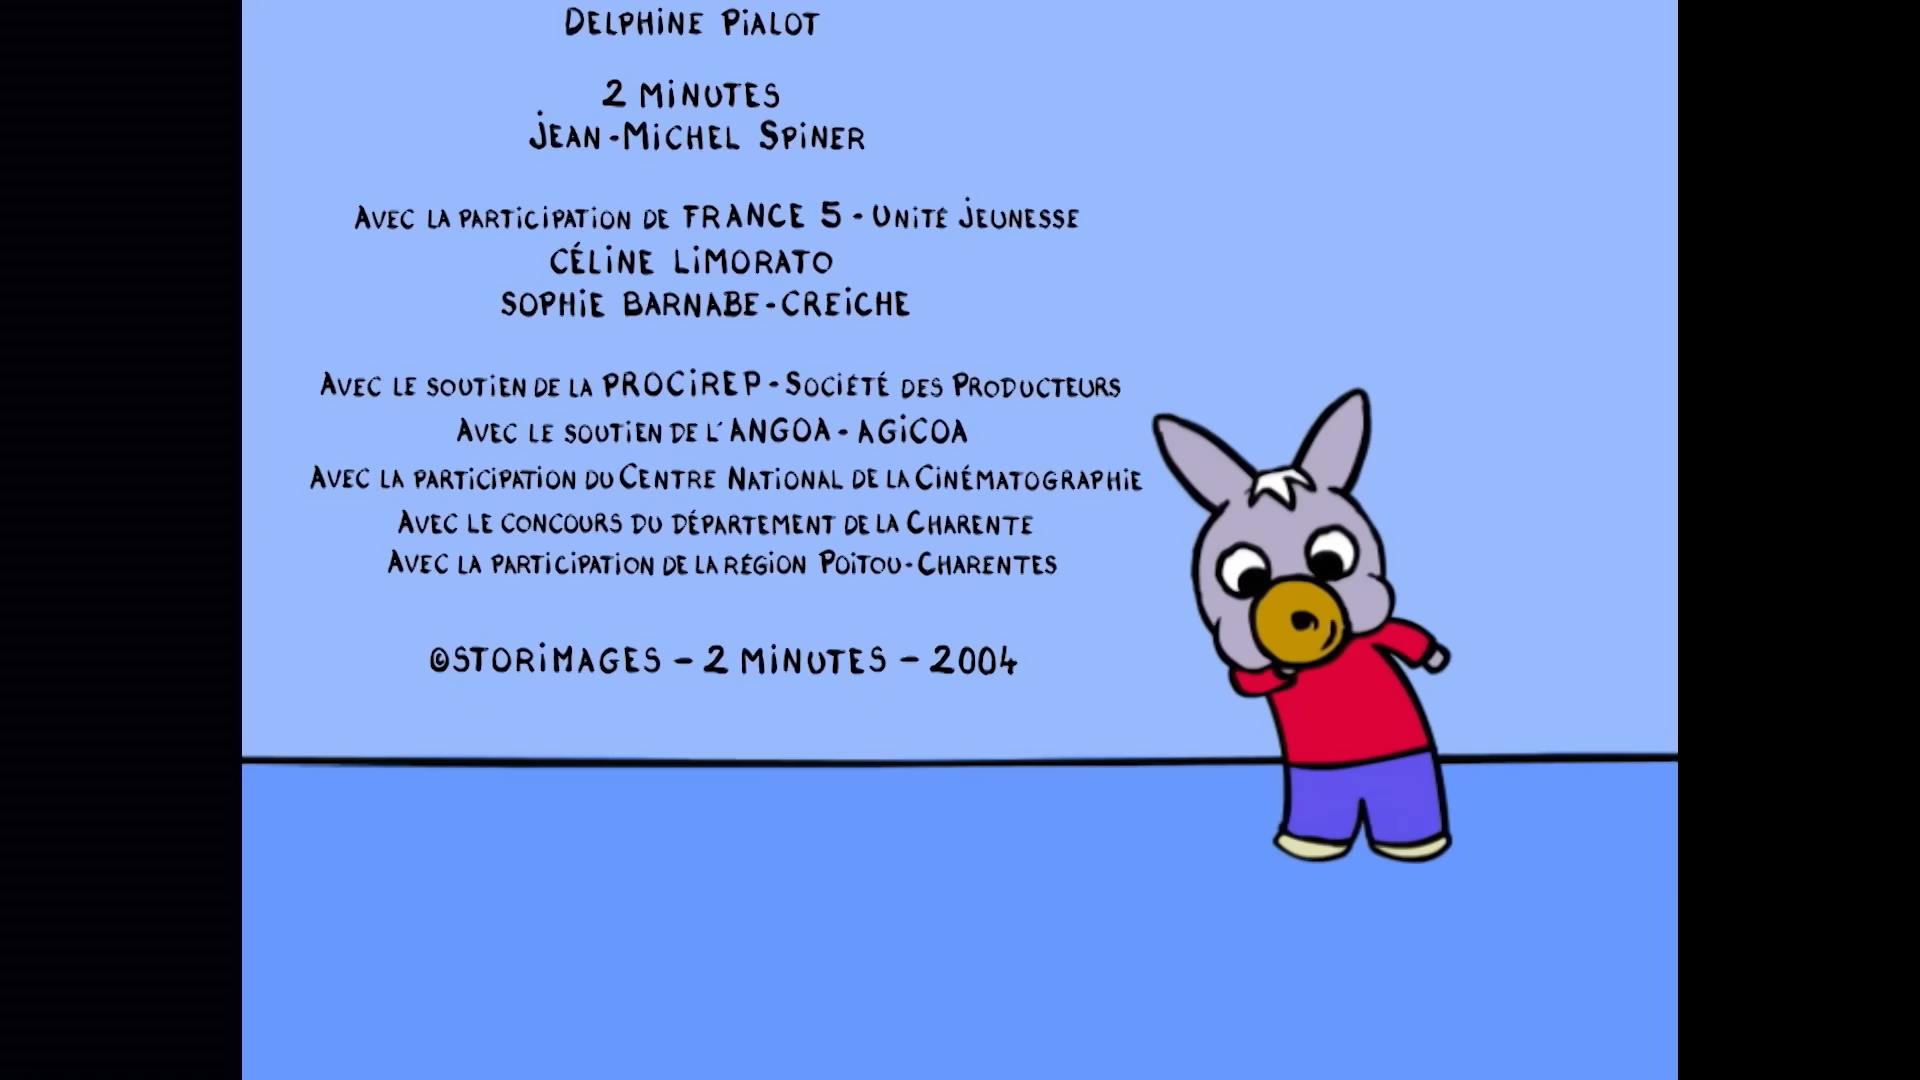 DELPHiNE PiALOT
2 MiNUTES
jEAN-MiCHEL SPiNER
AVEC LA PARTiCiPATiON DE FRANCE 5 - UNiTÉ jEUNESSE
CÉLiNE LiMORATO
SOPHiE BARNABE-CREiCHE
AVEC LE SOUTiEN DE LA PROCiREP - SOCiÉTÉ DES PRODUCTEURS
AVEC LE SOUTiEN DE L'ANGOA - AGiCOA
AVEC LA PARTiCiPATiON DU CENTRE NATiONAL DE LA CiNÉMATOGRAPHiE
AVEC LE CONCOURS DU DÉPARTEMENT DE LA CHARENTE
AVEC LA PARTiCiPATiON DE LA RÉGiON POiTOU-CHARENTES
©STORiMAGES - 2 MiNUTES - 2004